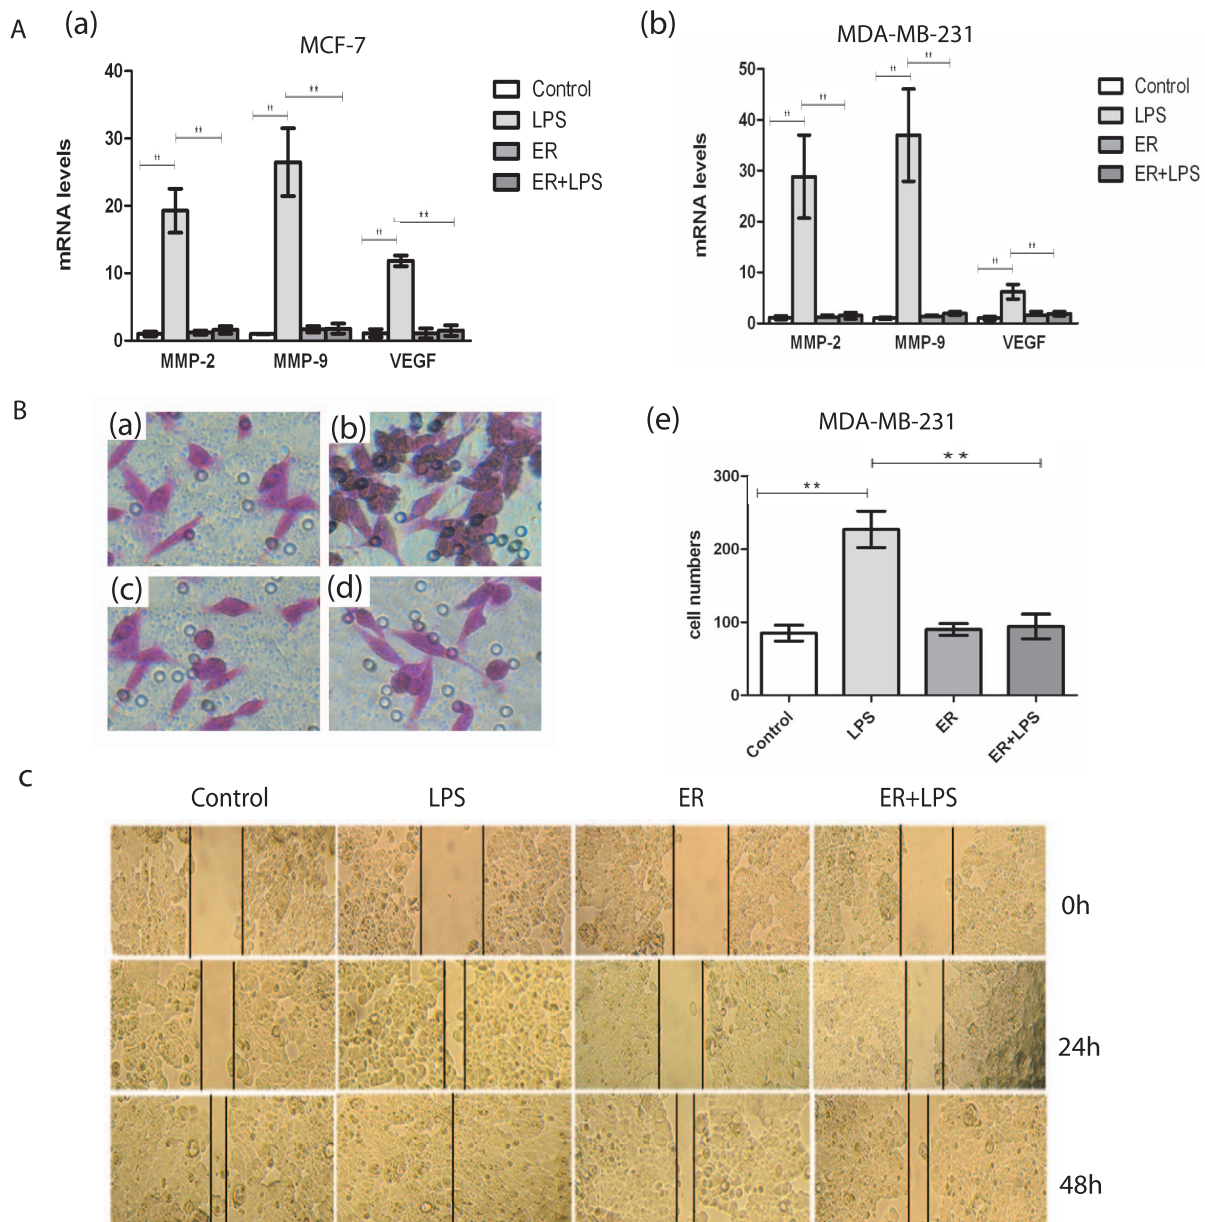 A
(a)
MCF-7
mRNA levels
40
30
20
10
0
MMP-2
MMP-9
VEGF
Control
LPS
ER
ER+LPS
(b)
MDA-MB-231
mRNA levels
50
40
30
20
10
0
MMP-2
MMP-9
VEGF
Control
LPS
ER
ER+LPS
B
(a)
(b)
(c)
(d)
(e)
MDA-MB-231
cell numbers
300
200
100
0
**
**
Control
LPS
ER
ER+LPS
c
Control
LPS
ER
ER+LPS
0h
24h
48h